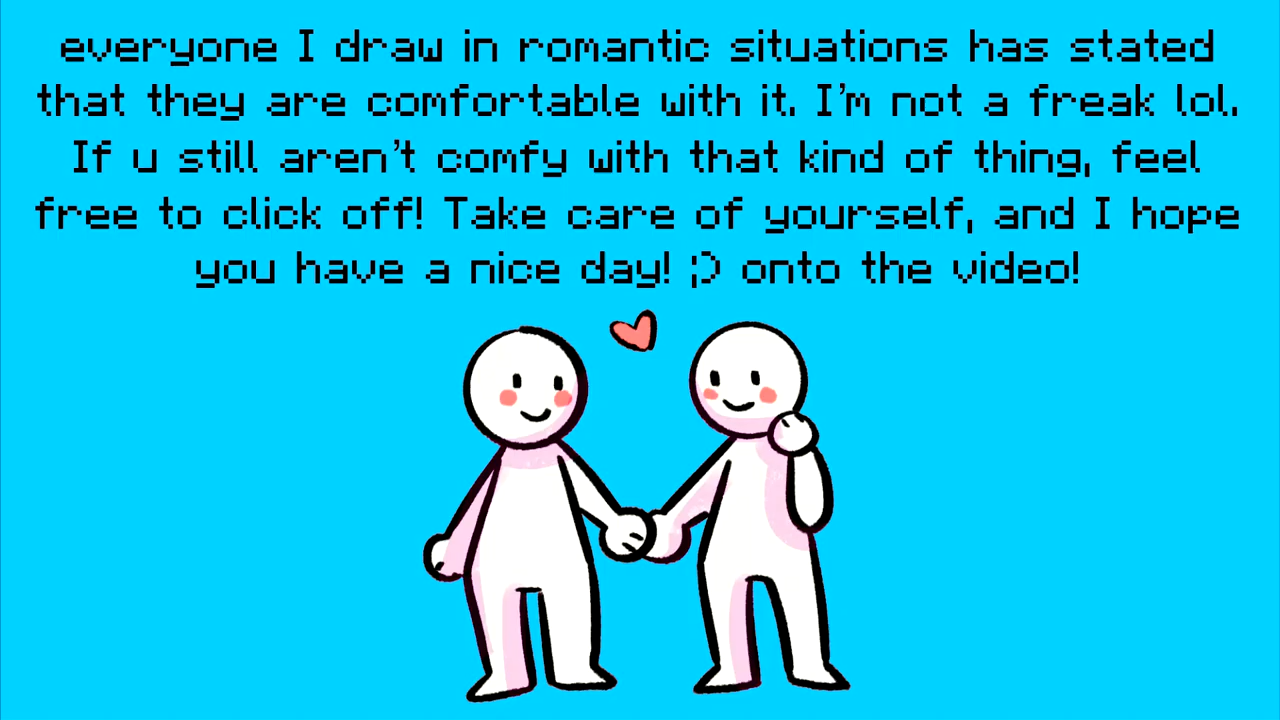 everyone I draw in romantic situations has stated
that they are comfortable with it. I'm not a freak lol.
If u still aren't comfy with that kind of thing, feel
free to click off! Take care of yourself, and I hope
you have a nice day! ;) onto the video!